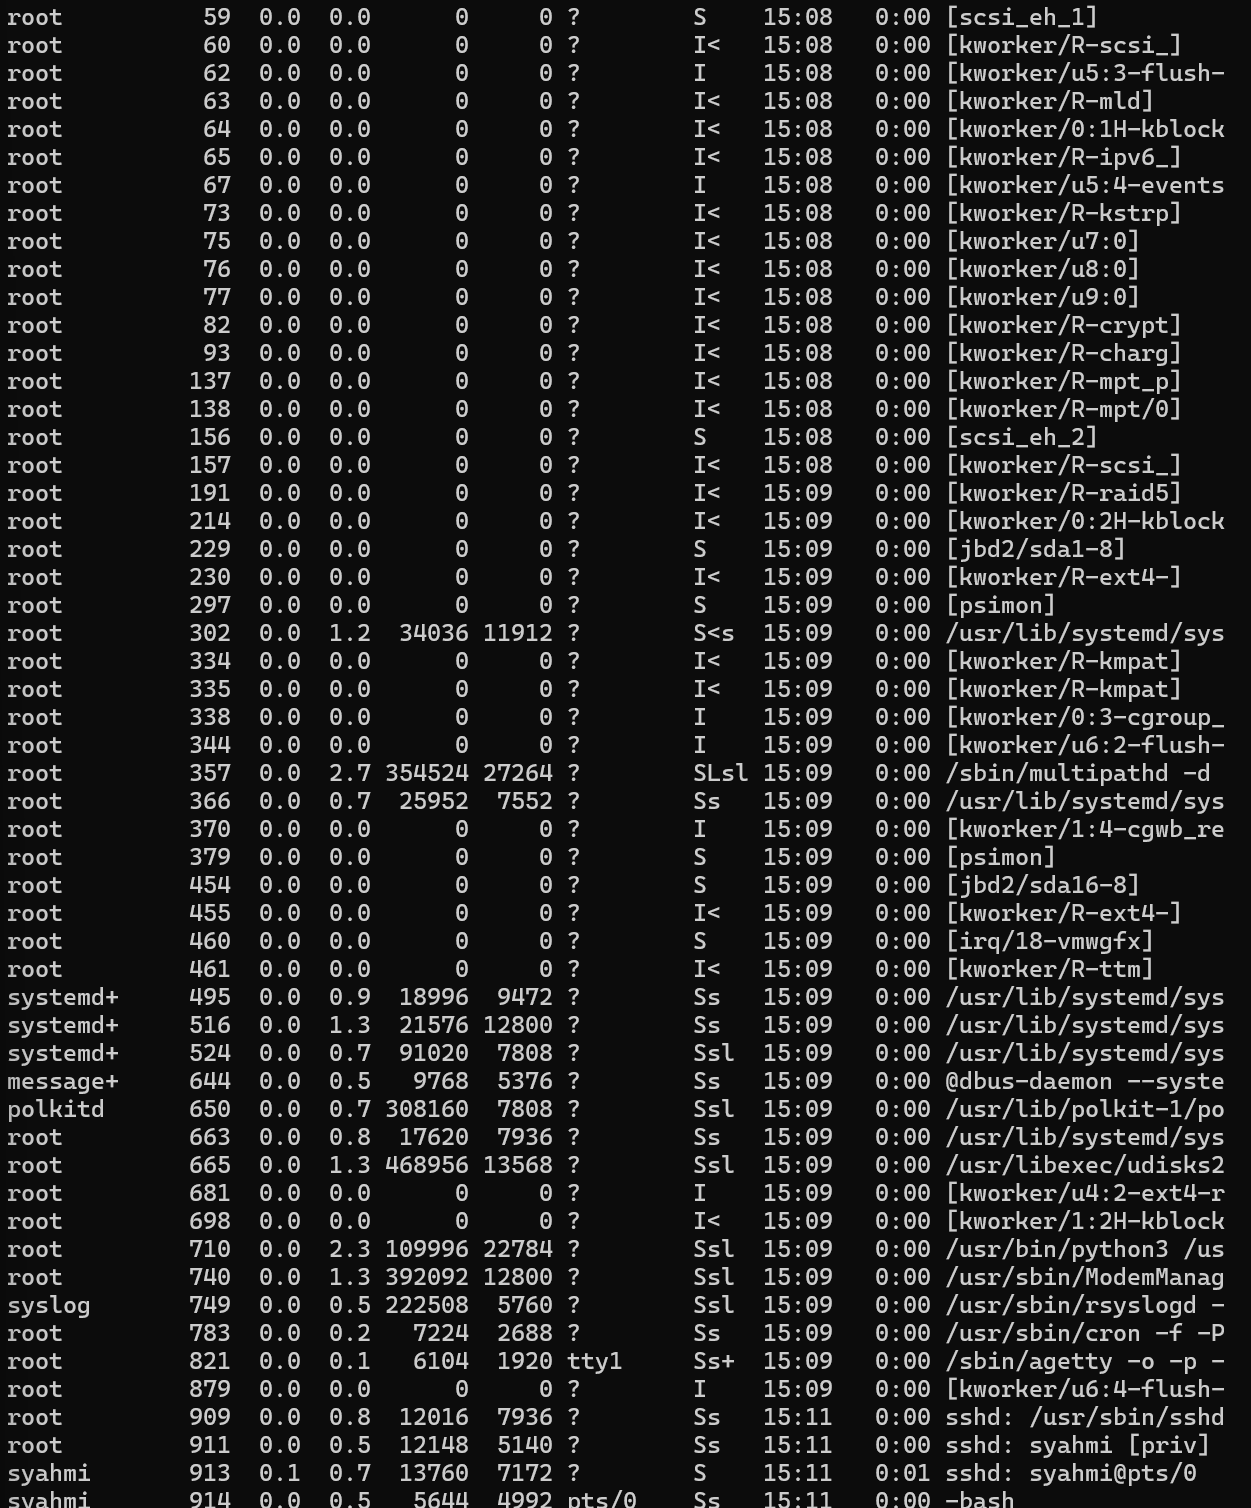 root 59 0.0 0.0 0 0 ? S 15:08 0:00 [scsi_eh_1]
root 60 0.0 0.0 0 0 ? I< 15:08 0:00 [kworker/R-scsi_]
root 62 0.0 0.0 0 0 ? I 15:08 0:00 [kworker/u5:3-flush-
root 63 0.0 0.0 0 0 ? I< 15:08 0:00 [kworker/R-mld]
root 64 0.0 0.0 0 0 ? I< 15:08 0:00 [kworker/0:1H-kblock
root 65 0.0 0.0 0 0 ? I< 15:08 0:00 [kworker/R-ipv6_]
root 67 0.0 0.0 0 0 ? I 15:08 0:00 [kworker/u5:4-events
root 73 0.0 0.0 0 0 ? I< 15:08 0:00 [kworker/R-kstrp]
root 75 0.0 0.0 0 0 ? I< 15:08 0:00 [kworker/u7:0]
root 76 0.0 0.0 0 0 ? I< 15:08 0:00 [kworker/u8:0]
root 77 0.0 0.0 0 0 ? I< 15:08 0:00 [kworker/u9:0]
root 82 0.0 0.0 0 0 ? I< 15:08 0:00 [kworker/R-crypt]
root 93 0.0 0.0 0 0 ? I< 15:08 0:00 [kworker/R-charg]
root 137 0.0 0.0 0 0 ? I< 15:08 0:00 [kworker/R-mpt_p]
root 138 0.0 0.0 0 0 ? I< 15:08 0:00 [kworker/R-mpt/0]
root 156 0.0 0.0 0 0 ? S 15:08 0:00 [scsi_eh_2]
root 157 0.0 0.0 0 0 ? I< 15:08 0:00 [kworker/R-scsi_]
root 191 0.0 0.0 0 0 ? I< 15:09 0:00 [kworker/R-raid5]
root 214 0.0 0.0 0 0 ? I< 15:09 0:00 [kworker/0:2H-kblock
root 229 0.0 0.0 0 0 ? S 15:09 0:00 [jbd2/sda1-8]
root 230 0.0 0.0 0 0 ? I< 15:09 0:00 [kworker/R-ext4-]
root 297 0.0 0.0 0 0 ? S 15:09 0:00 [psimon]
root 302 0.0 1.2 34036 11912 ? S<s 15:09 0:00 /usr/lib/systemd/sys
root 334 0.0 0.0 0 0 ? I< 15:09 0:00 [kworker/R-kmpat]
root 335 0.0 0.0 0 0 ? I< 15:09 0:00 [kworker/R-kmpat]
root 338 0.0 0.0 0 0 ? I 15:09 0:00 [kworker/0:3-cgroup_
root 344 0.0 0.0 0 0 ? I 15:09 0:00 [kworker/u6:2-flush-
root 357 0.0 2.7 354524 27264 ? SLsl 15:09 0:00 /sbin/multipathd -d
root 366 0.0 0.7 25952 7552 ? Ss 15:09 0:00 /usr/lib/systemd/sys
root 370 0.0 0.0 0 0 ? I 15:09 0:00 [kworker/1:4-cgwb_re
root 379 0.0 0.0 0 0 ? S 15:09 0:00 [psimon]
root 454 0.0 0.0 0 0 ? S 15:09 0:00 [jbd2/sda16-8]
root 455 0.0 0.0 0 0 ? I< 15:09 0:00 [kworker/R-ext4-]
root 460 0.0 0.0 0 0 ? S 15:09 0:00 [irq/18-vmwgfx]
root 461 0.0 0.0 0 0 ? I< 15:09 0:00 [kworker/R-ttm]
systemd+ 495 0.0 0.9 18996 9472 ? Ss 15:09 0:00 /usr/lib/systemd/sys
systemd+ 516 0.0 1.3 21576 12800 ? Ss 15:09 0:00 /usr/lib/systemd/sys
systemd+ 524 0.0 0.7 91020 7808 ? Ssl 15:09 0:00 /usr/lib/systemd/sys
message+ 644 0.0 0.5 9768 5376 ? Ss 15:09 0:00 @dbus-daemon --syste
polkitd 650 0.0 0.7 308160 7808 ? Ssl 15:09 0:00 /usr/lib/polkit-1/po
root 663 0.0 0.8 17620 7936 ? Ss 15:09 0:00 /usr/lib/systemd/sys
root 665 0.0 1.3 468956 13568 ? Ssl 15:09 0:00 /usr/libexec/udisks2
root 681 0.0 0.0 0 0 ? I 15:09 0:00 [kworker/u4:2-ext4-r
root 698 0.0 0.0 0 0 ? I< 15:09 0:00 [kworker/1:2H-kblock
root 710 0.0 2.3 109996 22784 ? Ssl 15:09 0:00 /usr/bin/python3 /us
root 740 0.0 1.3 392092 12800 ? Ssl 15:09 0:00 /usr/sbin/ModemManag
syslog 749 0.0 0.5 222508 5760 ? Ssl 15:09 0:00 /usr/sbin/rsyslogd -
root 783 0.0 0.2 7224 2688 ? Ss 15:09 0:00 /usr/sbin/cron -f -P
root 821 0.0 0.1 6104 1920 tty1 Ss+ 15:09 0:00 /sbin/agetty -o -p -
root 879 0.0 0.0 0 0 ? I 15:09 0:00 [kworker/u6:4-flush-
root 909 0.0 0.8 12016 7936 ? Ss 15:11 0:00 sshd: /usr/sbin/sshd
root 911 0.0 0.5 12148 5140 ? Ss 15:11 0:00 sshd: syahmi [priv]
syahmi 913 0.1 0.7 13760 7172 ? S 15:11 0:01 sshd: syahmi@pts/0
syahmi 914 0.0 0.5 5644 4992 pts/0 Ss 15:11 0:00 -bash